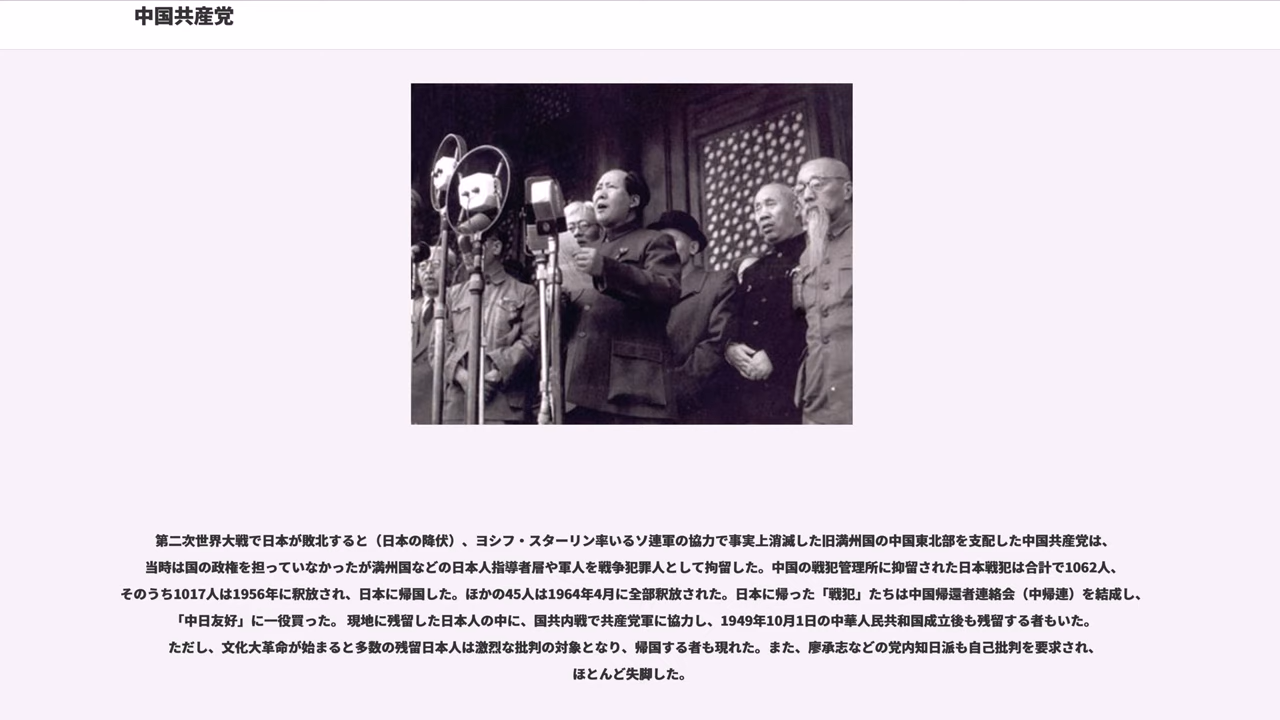 中国共産党
第二次世界大戦で日本が敗北すると（日本の降伏）、ヨシフ・スターリン率いるソ連軍の協力で事実上消滅した旧満州国の中国東北部を支配した中国共産党は、
当時は国の政権を担っていなかったが満州国などの日本人指導者層や軍人を戦争犯罪人として拘留した。中国の戦犯管理所に抑留された日本戦犯は合計で1062人、
そのうち1017人は1956年に釈放され、日本に帰国した。ほかの45人は1964年4月に全部釈放された。日本に帰った「戦犯」たちは中国帰還者連絡会（中帰連）を結成し、
「中日友好」に一役買った。 現地に残留した日本人の中に、国共内戦で共産党軍に協力し、1949年10月1日の中華人民共和国成立後も残留する者もいた。
ただし、文化大革命が始まると多数の残留日本人は激烈な批判の対象となり、帰国する者も現れた。また、廖承志などの党内知日派も自己批判を要求され、
ほとんど失脚した。